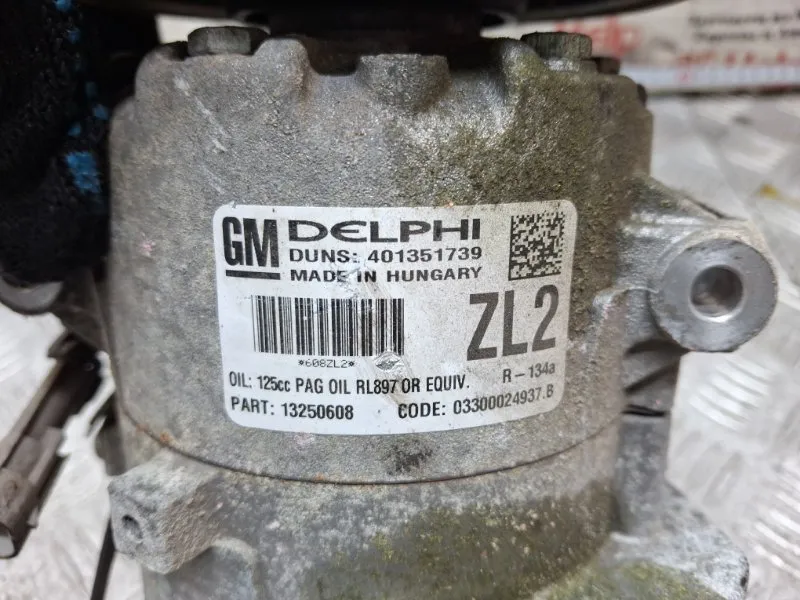 GM DELPHI
DUNS: 401351739
MADE IN HUNGARY
*608ZL2*
ZL2
OIL: 125cc PAG OIL RL897 OR EQUIV. R-134a
PART: 13250608 CODE: 03300024937.B